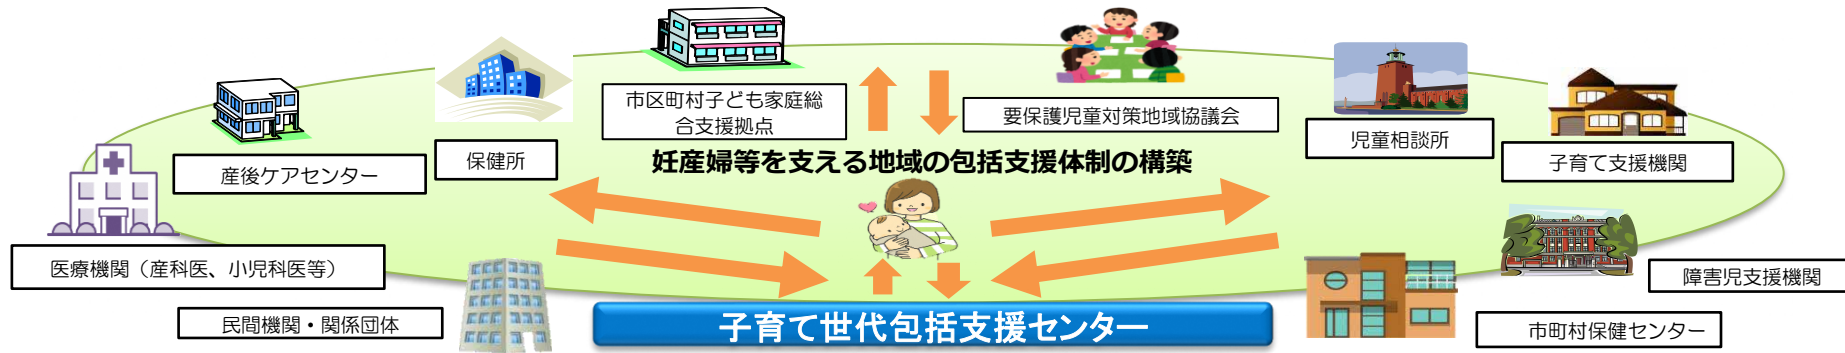 市区町村子ども家庭総
合支援拠点
要保護児童対策地域協議会
児童相談所
子育て支援機関
保健所
産後ケアセンター
妊産婦等を支える地域の包括支援体制の構築
医療機関（産科医、小児科医等）
障害児支援機関
民間機関・関係団体
子育て世代包括支援センター
市町村保健センター